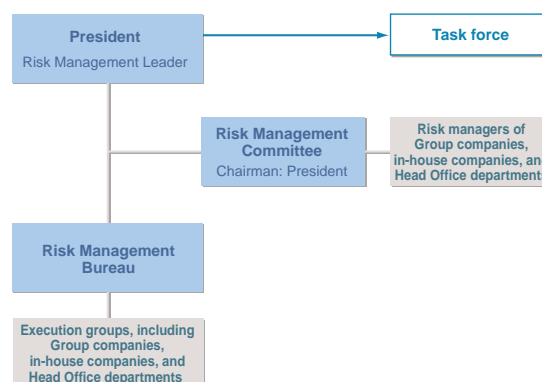 President
Risk Management Leader
Task force
Risk Management
Committee
Chairman: President
Risk managers of
Group companies,
in-house companies, an
Head Office department
Risk Management
Bureau
Execution groups, including
Group companies,
in-house companies, and
Head Office departments